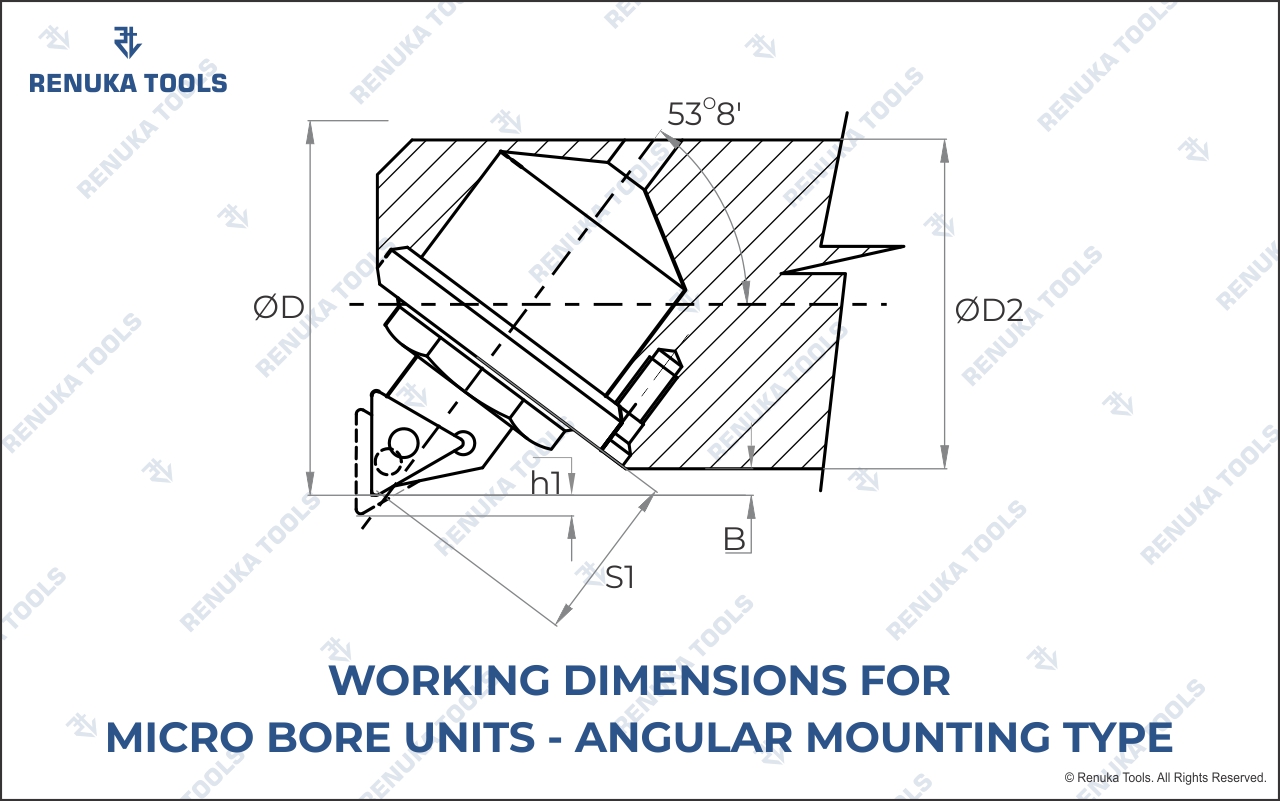 RENUKA TOOLS
53°8'
ØD
ØD2
h1
B
S1
WORKING DIMENSIONS FOR
MICRO BORE UNITS - ANGULAR MOUNTING TYPE
© Renuka Tools. All Rights Reserved.